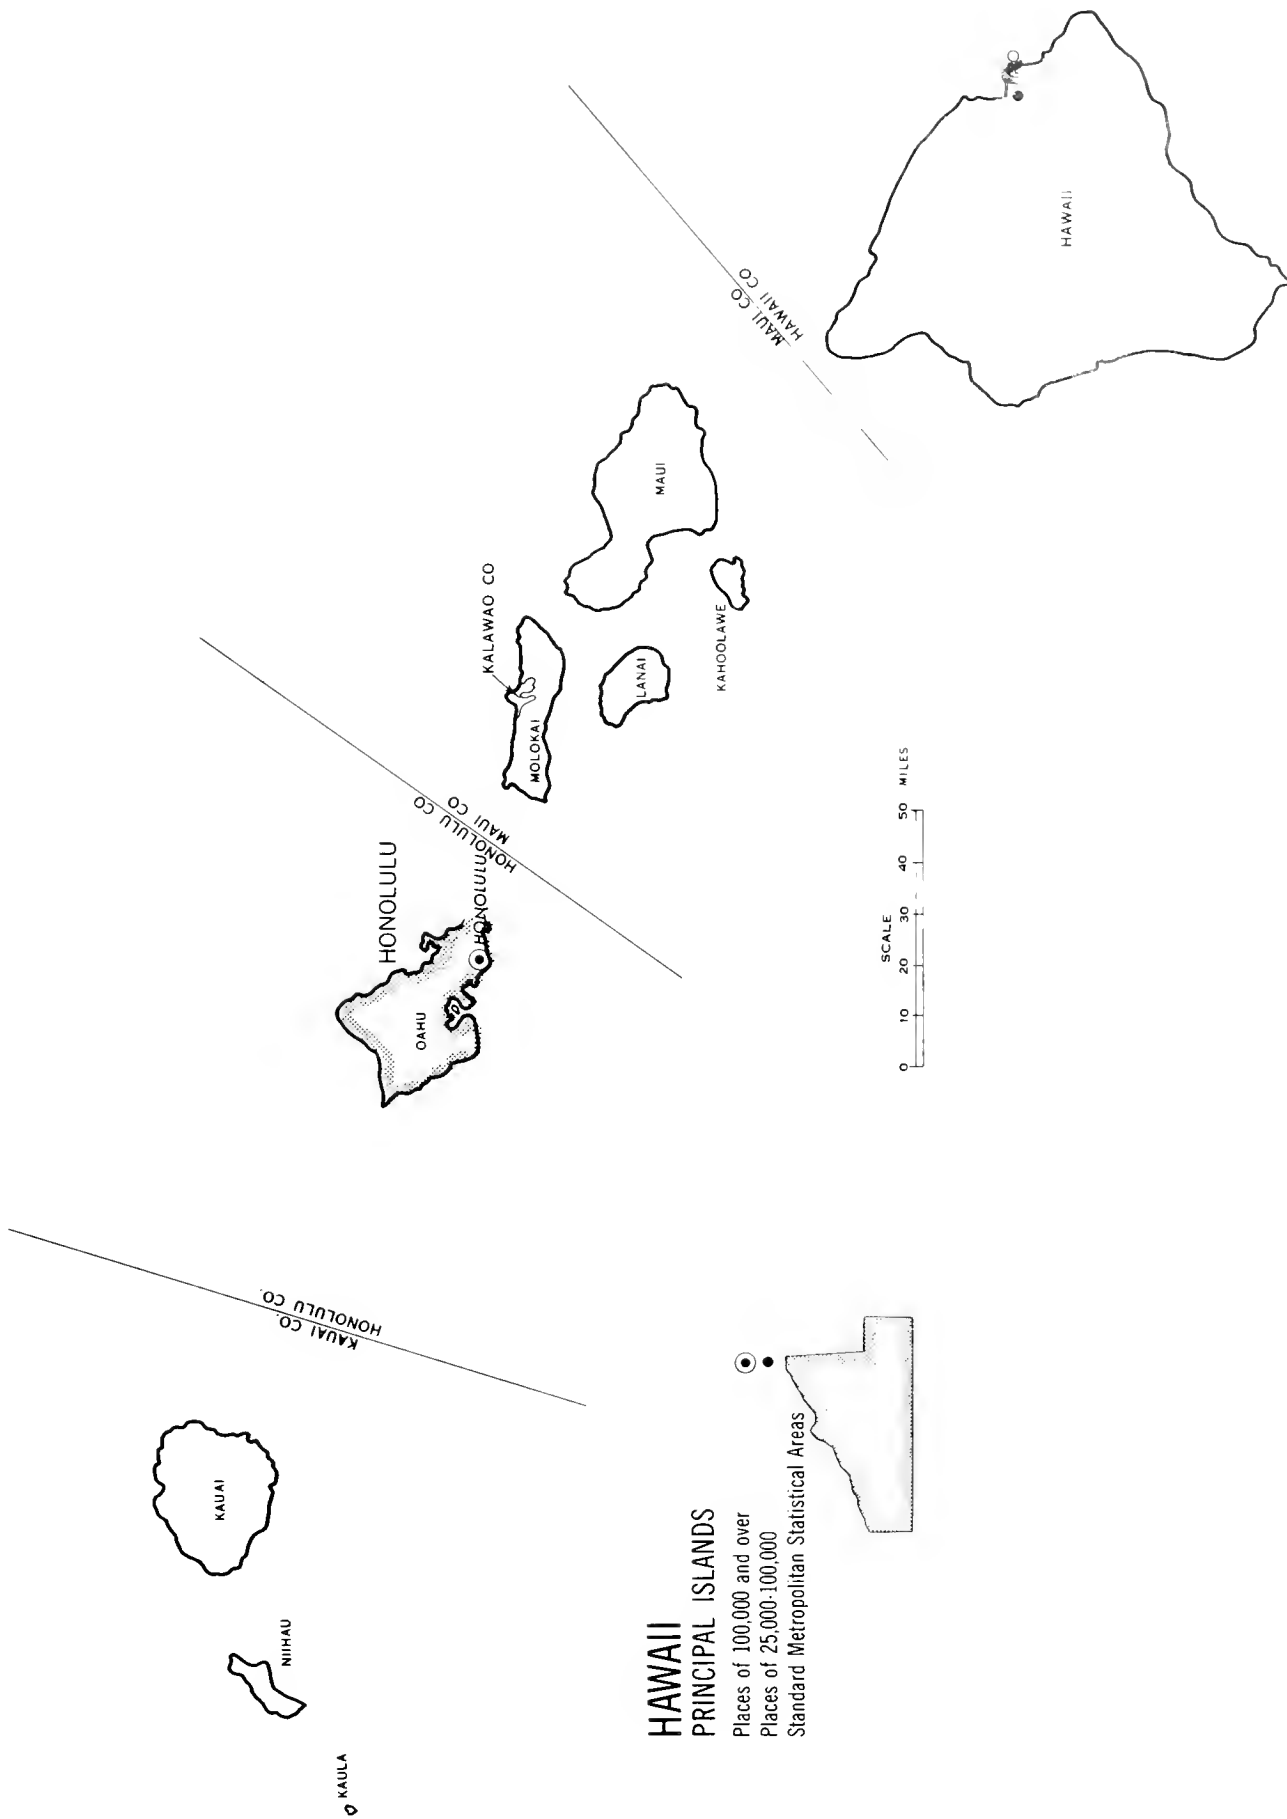 KAULA
NIIHAU
KAUAI
KAUAI CO.
HONOLULU CO.
OAHU
HONOLULU
HONOLULU
HONOLULU CO
MAUI CO
KALAWAO CO
MOLOKAI
LANAI
KAHOOLAWE
MAUI
MAUI CO
HAWAII CO
HAWAII
HAWAII
PRINCIPAL ISLANDS
Places of 100,000 and over
Places of 25,000-100,000
Standard Metropolitan Statistical Areas
SCALE
0 10 20 30 40 50 MILES